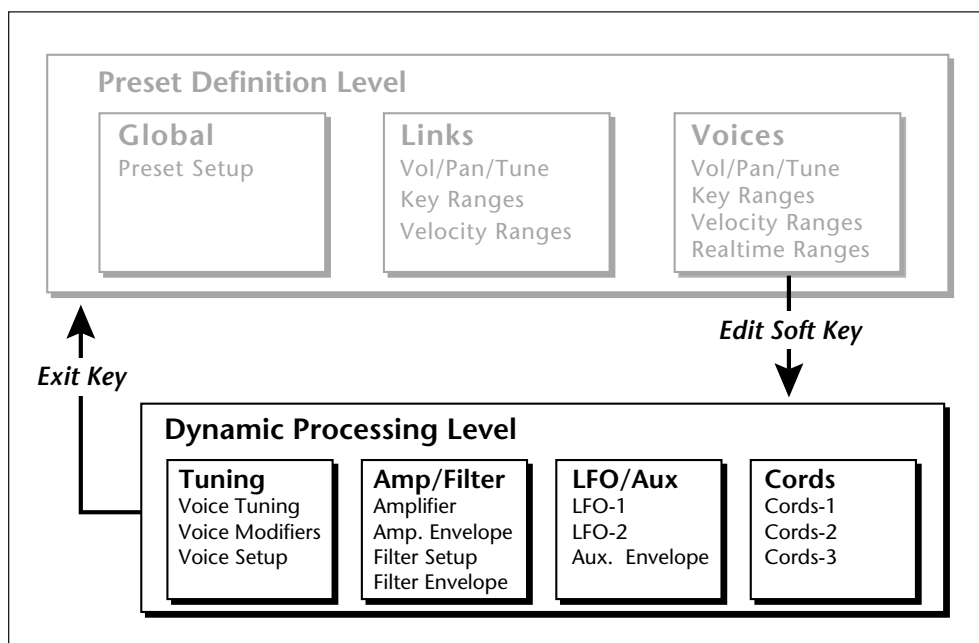 Preset Definition Level
Global
Preset Setup
Links
Vol/Pan/Tune
Key Ranges
Velocity Ranges
Voices
Vol/Pan/Tune
Key Ranges
Velocity Ranges
Realtime Ranges
Edit Soft Key
Exit Key
Dynamic Processing Level
Tuning
Voice Tuning
Voice Modifiers
Voice Setup
Amp/Filter
Amplifier
Amp. Envelope
Filter Setup
Filter Envelope
LFO/Aux
LFO-1
LFO-2
Aux. Envelope
Cords
Cords-1
Cords-2
Cords-3